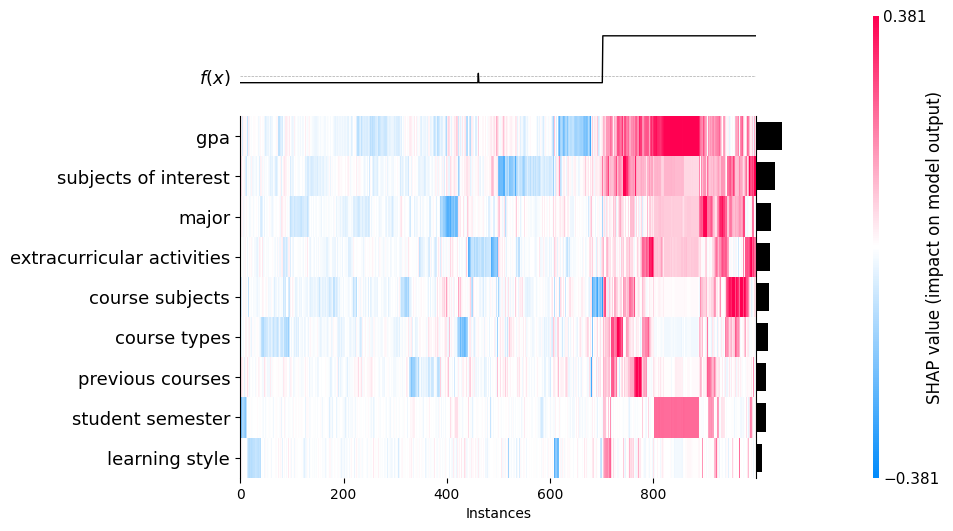 0.381
f(x)
gpa
subjects of interest
major
extracurricular activities
course subjects
course types
previous courses
student semester
learning style
0 200 400 600 800
Instances
SHAP value (impact on model output)
−0.381